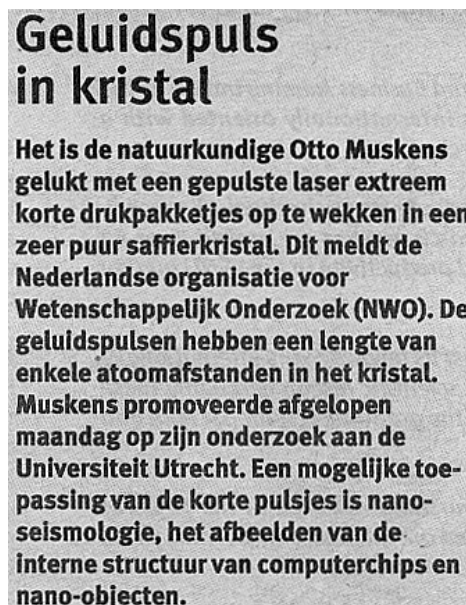 Geluidspuls
in kristal
Het is de natuurkundige Otto Muskens
gelukt met een gepulste laser extreem
korte drukpakketjes op te wekken in een
zeer puur saffierkristal. Dit meldt de
Nederlandse organisatie voor
Wetenschappelijk Onderzoek (NWO). De
geluidspulsen hebben een lengte van
enkele atoomafstanden in het kristal.
Muskens promoveerde afgelopen
maandag op zijn onderzoek aan de
Universiteit Utrecht. Een mogelijke toe-
passing van de korte pulsjes is nano-
seismologie, het afbeelden van de
interne structuur van computerchips en
nano-objecten.